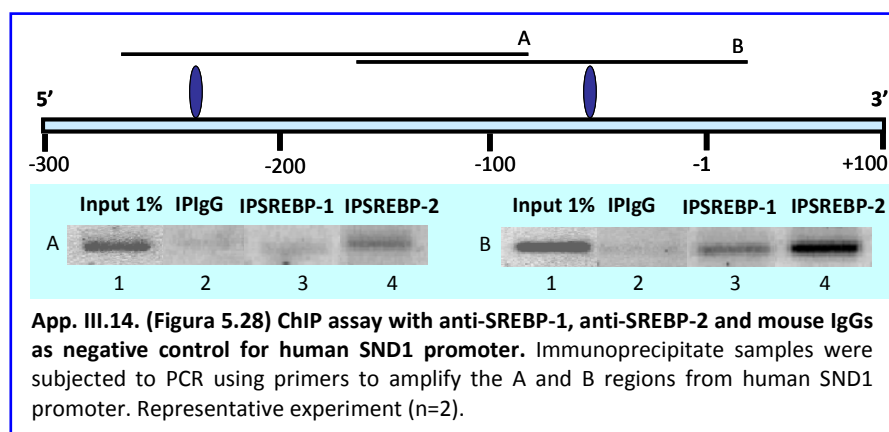 A
B
5’ 3’
-300 -200 -100 -1 +100
Input 1% IPIgG IPSREBP-1 IPSREBP-2 Input 1% IPIgG IPSREBP-1 IPSREBP-2
A B
1 2 3 4 1 2 3 4
App. III.14. (Figura 5.28) ChIP assay with anti-SREBP-1, anti-SREBP-2 and mouse IgGs
as negative control for human SND1 promoter. Immunoprecipitate samples were
subjected to PCR using primers to amplify the A and B regions from human SND1
promoter. Representative experiment (n=2).